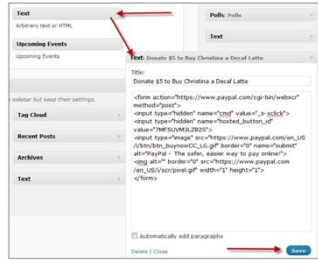 Text
Arbitrary text or HTML
Upcoming Events
Upcoming Events
sidebar but keep their settings.
Tag Cloud
Recent Posts
Archives
Text
Polls: Polls
Text
Text: Donate $5 to Buy Christina a Decaf Latte
Title:
Donate $5 to Buy Christina a Decaf Latte
<form action="https://www.paypal.com/cgi-bin/webscr"
method="post">
<input type="hidden" name="cmd" value="_s-xclick">
<input type="hidden" name="hosted_button_id"
value="7MFSUVM3LZB2S">
<input type="image" src="https://www.paypal.com/en_US
/i/btn/btn_buynowCC_LG.gif" border="0" name="submit"
alt="PayPal - The safer, easier way to pay online!">
<img alt="" border="0" src="https://www.paypal.com
/en_US/i/scr/pixel.gif" width="1" height="1">
</form>
Automatically add paragraphs
Delete | Close
Save